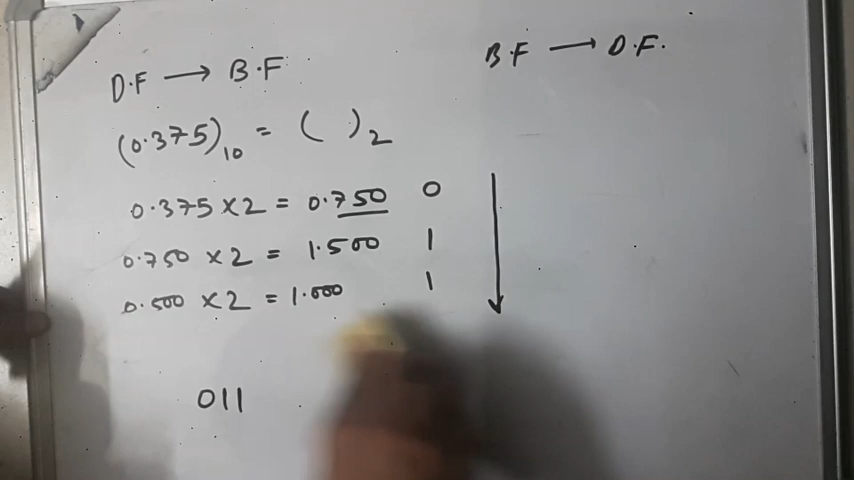 D.F → B.F
B.F → D.F.
(0.375)₁₀ = ( )₂
0.375 × 2 = 0.750 0
0.750 × 2 = 1.500 1
0.500 × 2 = 1.000 1
011